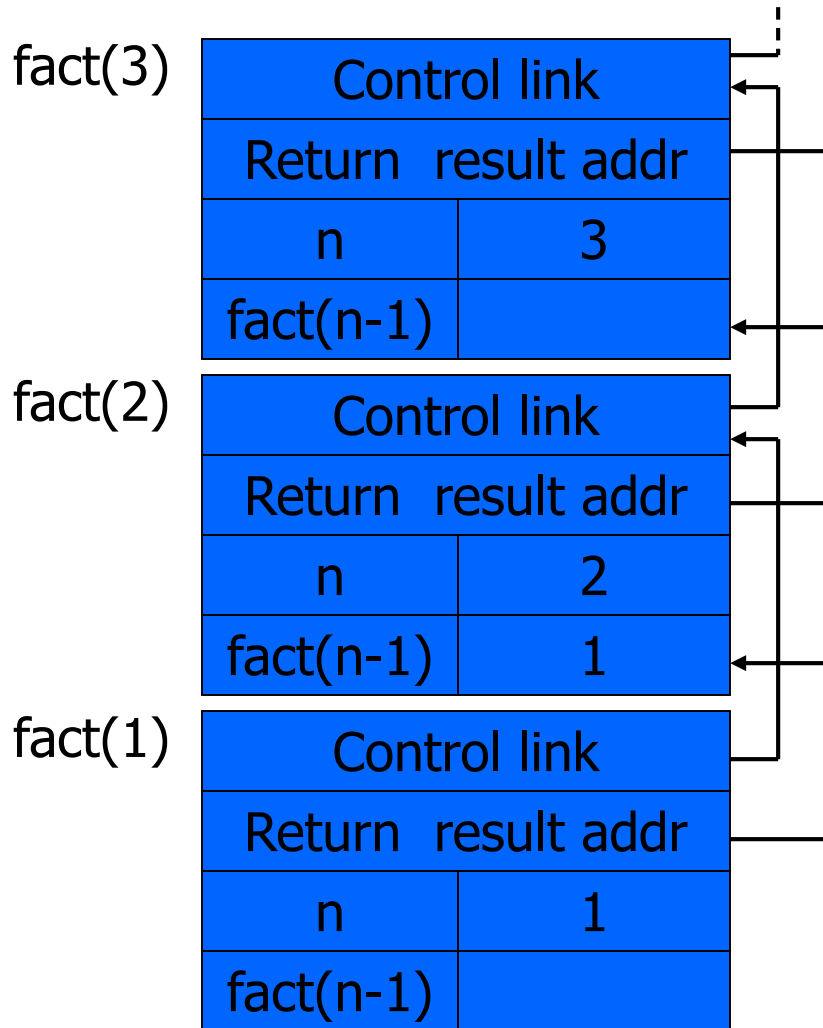 fact(3)
Control link
Return result addr
n 3
fact(n-1)
fact(2)
Control link
Return result addr
n 2
fact(n-1) 1
fact(1)
Control link
Return result addr
n 1
fact(n-1)